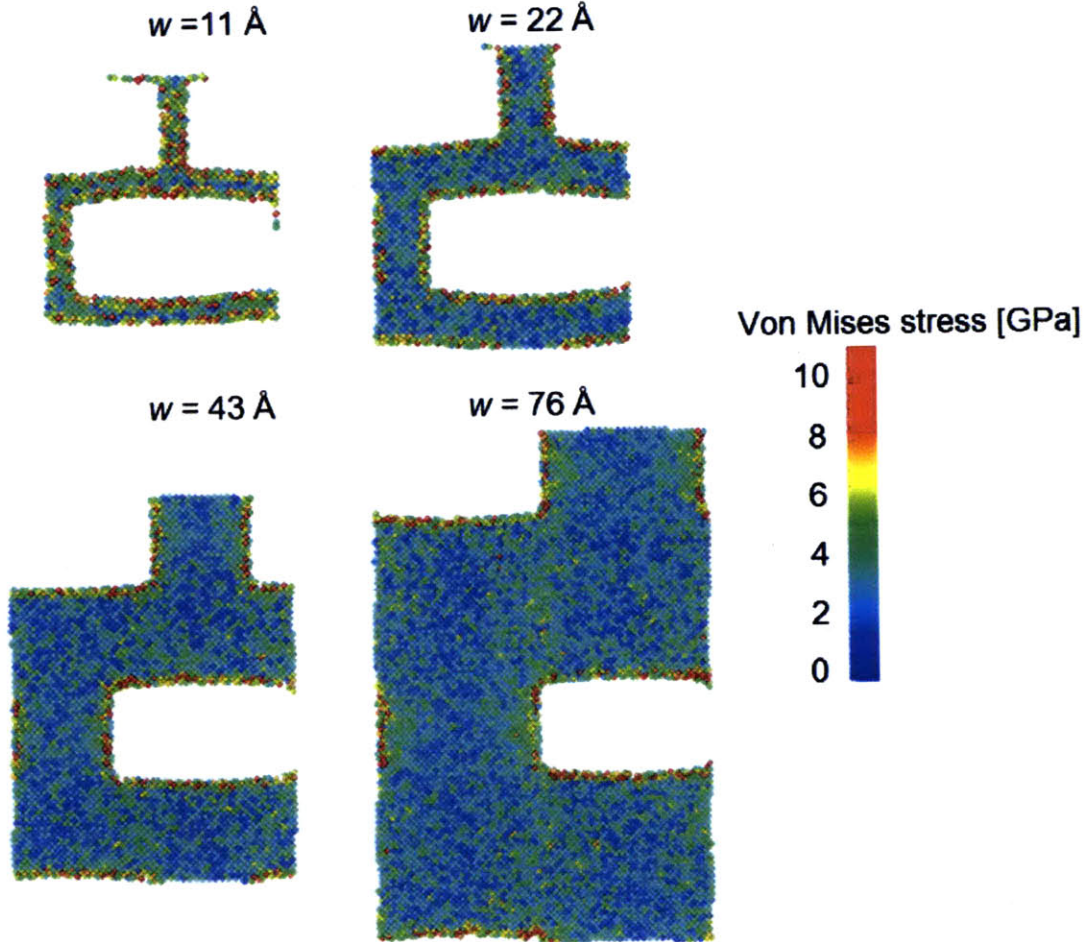 w =11 Å
w = 22 Å
Von Mises stress [GPa]
w = 43 Å
w = 76 Å
10
8
6
4
2
0